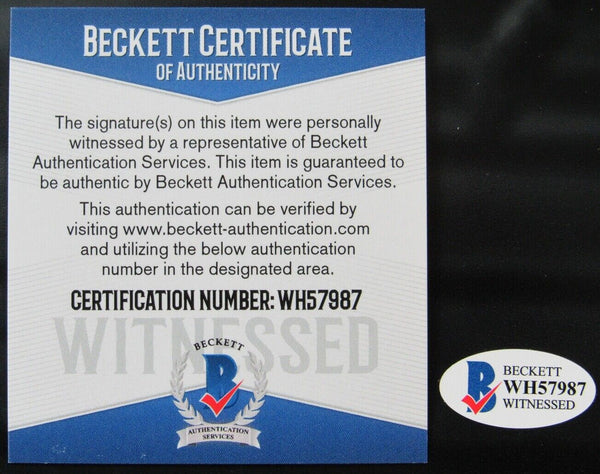 BECKETT CERTIFICATE
OF AUTHENTICITY
The signature(s) on this item were personally
witnessed by a representative of Beckett
Authentication Services. This item is guaranteed to
be authentic by Beckett Authentication Services.
This authentication can be verified by
visiting www.beckett-authentication.com
and utilizing the below authentication
number in the designated area.
CERTIFICATION NUMBER: WH57987
WITNESSED
BECKETT
B
AUTHENTICATION
SERVICES
B
BECKETT
WH57987
WITNESSED